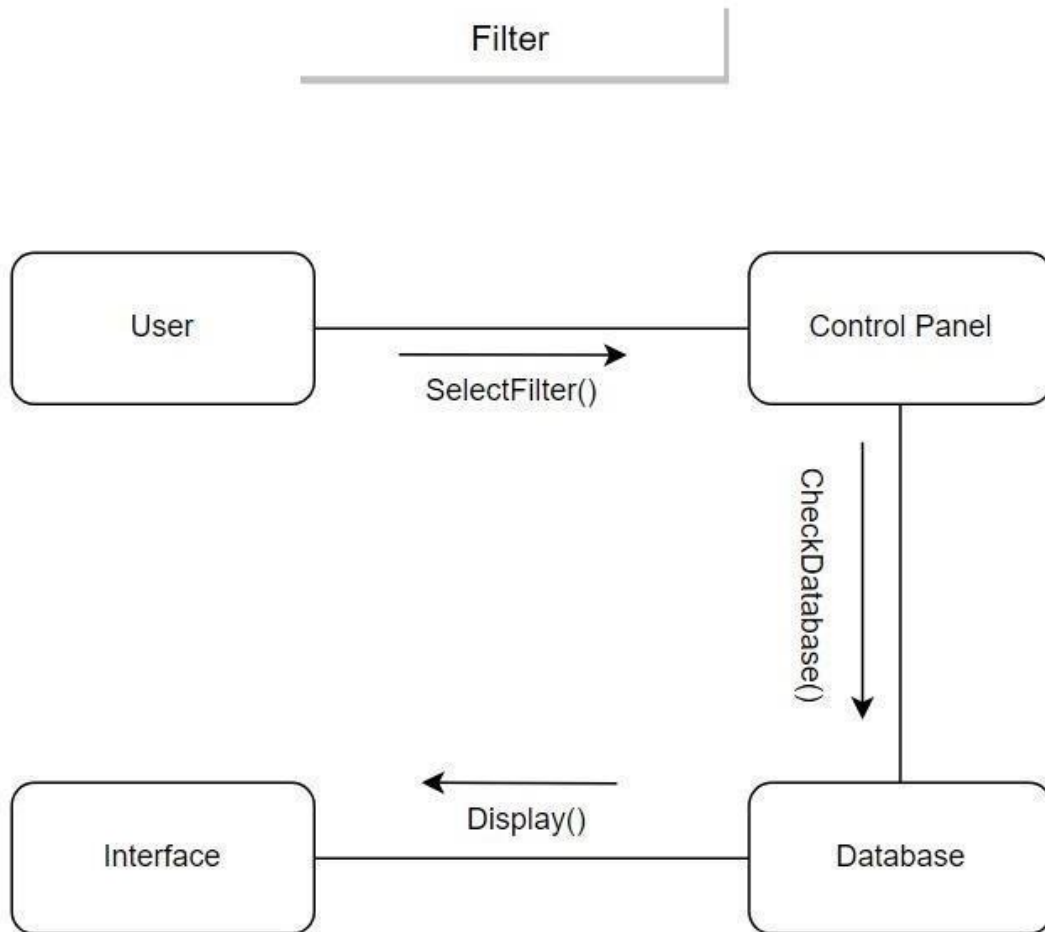 Filter
User
Control Panel
SelectFilter()
CheckDatabase()
Display()
Interface
Database